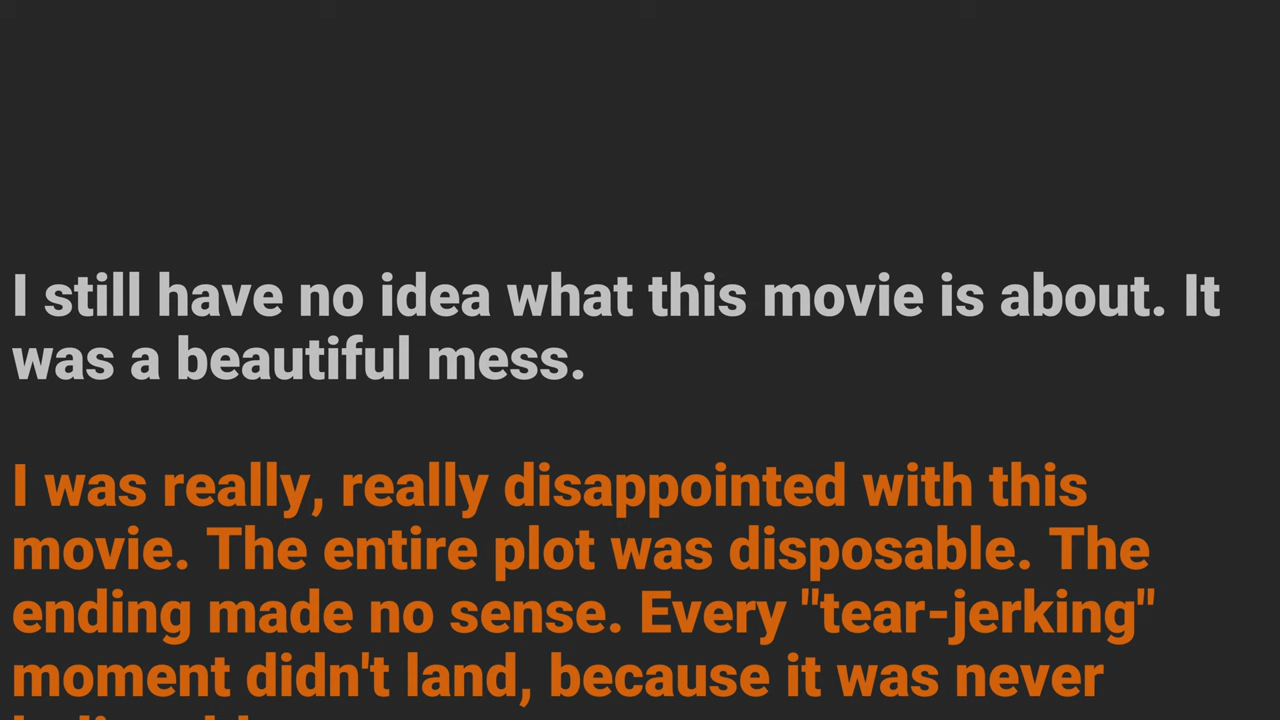 I still have no idea what this movie is about. It
was a beautiful mess.
I was really, really disappointed with this
movie. The entire plot was disposable. The
ending made no sense. Every "tear-jerking"
moment didn't land, because it was never